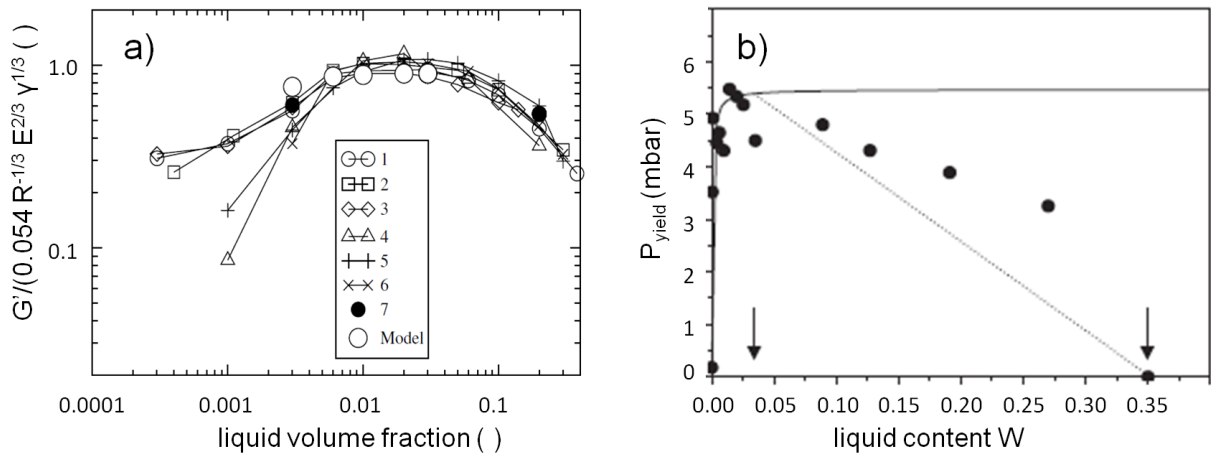 a)
G'/(0.054 R-1/3 E2/3 γ1/3 ( )
1.0
0.1
1
2
3
4
5
6
7
Model
0.0001 0.001 0.01 0.1
liquid volume fraction ( )
b)
Pyield (mbar)
6
5
4
3
2
1
0
0.00 0.05 0.10 0.15 0.20 0.25 0.30 0.35
liquid content W